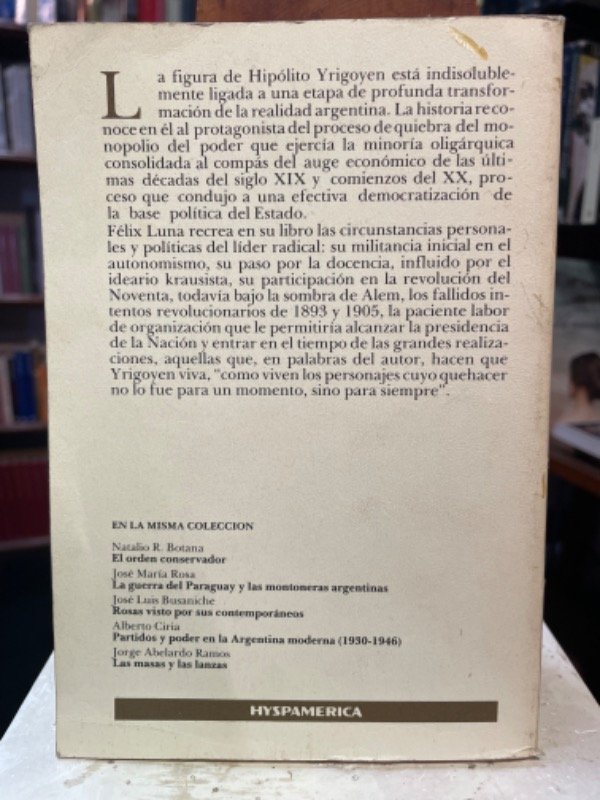 La figura de Hipólito Yrigoyen está indisoluble-
mente ligada a una etapa de profunda transfor-
mación de la realidad argentina. La historia reco-
noce en él al protagonista del proceso de quiebra del mo-
nopolio del poder que ejercía la minoría oligárquica
consolidada al compás del auge económico de las últi-
mas décadas del siglo XIX y comienzos del XX, pro-
ceso que condujo a una efectiva democratización de
la base política del Estado.
Félix Luna recrea en su libro las circunstancias persona-
les y políticas del líder radical: su militancia inicial en el
autonomismo, su paso por la docencia, influido por el
ideario krausista, su participación en la revolución del
Noventa, todavía bajo la sombra de Alem, los fallidos in-
tentos revolucionarios de 1893 y 1905, la paciente labor
de organización que le permitiría alcanzar la presidencia
de la Nación y entrar en el tiempo de las grandes realiza-
ciones, aquellas que, en palabras del autor, hacen que
Yrigoyen viva, "como viven los personajes cuyo quehacer
no lo fue para un momento, sino para siempre".
EN LA MISMA COLECCION
Natalio R. Botana
El orden conservador
José María Rosa
La guerra del Paraguay y las montoneras argentinas
José Luis Busaniche
Rosas visto por sus contemporáneos
Alberto Ciria
Partidos y poder en la Argentina moderna (1930-1946)
Jorge Abelardo Ramos
Las masas y las lanzas
HYSPAMERICA